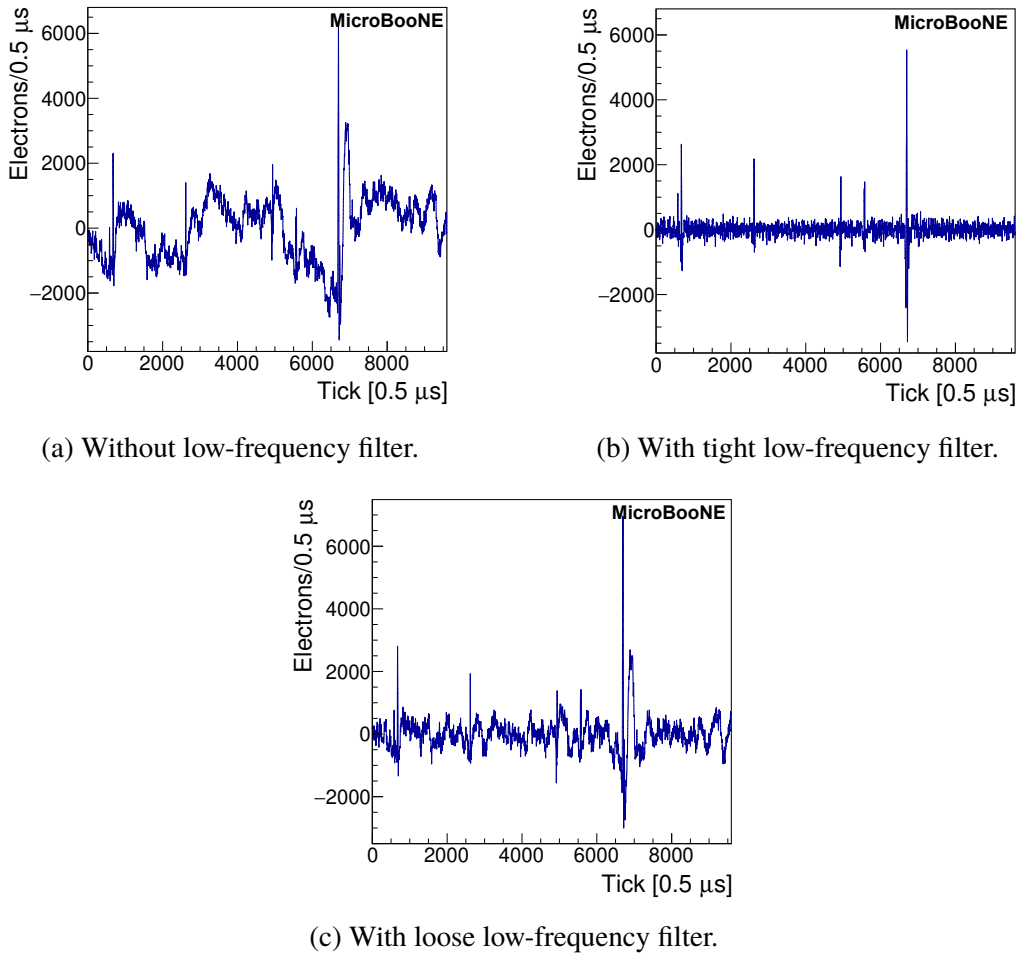 MicroBooNE
Electrons/0.5 μs
6000
4000
2000
0
−2000
0 2000 4000 6000 8000
Tick [0.5 μs]
(a) Without low-frequency filter.
MicroBooNE
Electrons/0.5 μs
6000
4000
2000
0
−2000
0 2000 4000 6000 8000
Tick [0.5 μs]
(b) With tight low-frequency filter.
MicroBooNE
Electrons/0.5 μs
6000
4000
2000
0
−2000
0 2000 4000 6000 8000
Tick [0.5 μs]
(c) With loose low-frequency filter.